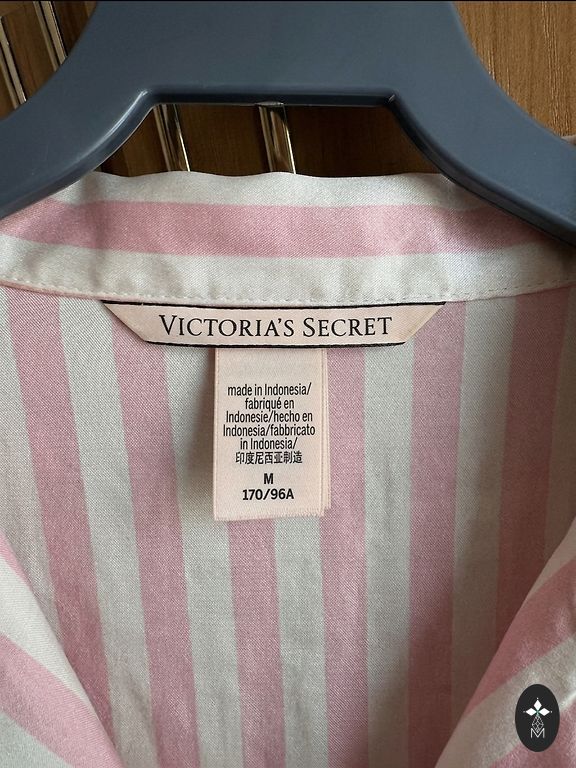 VICTORIA'S SECRET
made in Indonesia/
fabriqué en
Indonesie/hecho en
Indonesia/fabbricato
in Indonesia/
印度尼西亚制造
M
170/96A
M